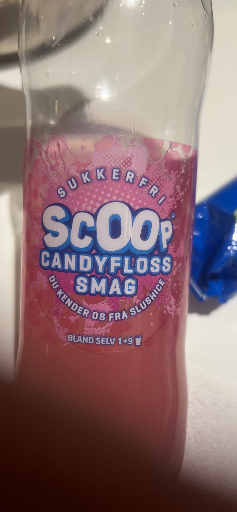 SUKKERFRI
SCOOP
CANDYFLOSS
SMAG
DU KENDER OS FRA SLUSHICE
BLAND SELV 1+9